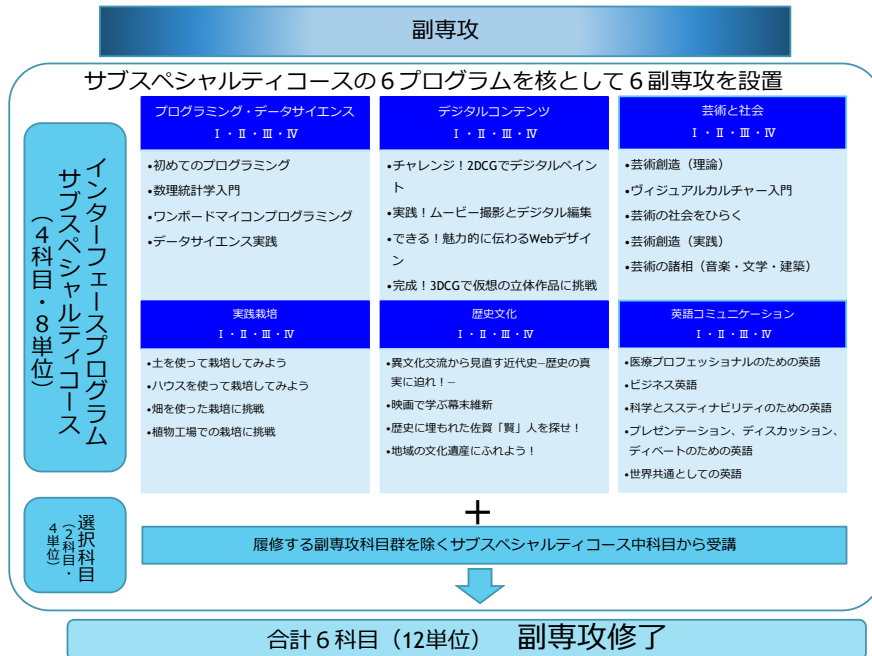 副専攻
サブスペシャルティコースの６プログラムを核として６副専攻を設置
インターフェースプログラム
サブスペシャルティコース
（４科目・８単位）
プログラミング・データサイエンス
Ⅰ・Ⅱ・Ⅲ・Ⅳ
•初めてのプログラミング
•数理統計学入門
•ワンボードマイコンプログラミング
•データサイエンス実践
デジタルコンテンツ
Ⅰ・Ⅱ・Ⅲ・Ⅳ
•チャレンジ！2DCGでデジタルペイン
ト
•実践！ムービー撮影とデジタル編集
•できる！魅力的に伝わるWebデザイ
ン
•完成！3DCGで仮想の立体作品に挑戦
芸術と社会
Ⅰ・Ⅱ・Ⅲ・Ⅳ
•芸術創造（理論）
•ヴィジュアルカルチャー入門
•芸術の社会をひらく
•芸術創造（実践）
•芸術の諸相（音楽・文学・建築）
実践栽培
Ⅰ・Ⅱ・Ⅲ・Ⅳ
•土を使って栽培してみよう
•ハウスを使って栽培してみよう
•畑を使った栽培に挑戦
•植物工場での栽培に挑戦
歴史文化
Ⅰ・Ⅱ・Ⅲ・Ⅳ
•異文化交流から見直す近代史−歴史の真
実に迫れ！−
•映画で学ぶ幕末維新
•歴史に埋もれた佐賀「賢」人を探せ！
•地域の文化遺産にふれよう！
英語コミュニケーション
Ⅰ・Ⅱ・Ⅲ・Ⅳ
•医療プロフェッショナルのための英語
•ビジネス英語
•科学とススティナビリティのための英語
•プレゼンテーション、ディスカッション、
ディベートのための英語
•世界共通としての英語
＋
選択科目
（２科目・
４単位）
履修する副専攻科目群を除くサブスペシャルティコース中科目から受講
合計６科目（12単位）　副専攻修了